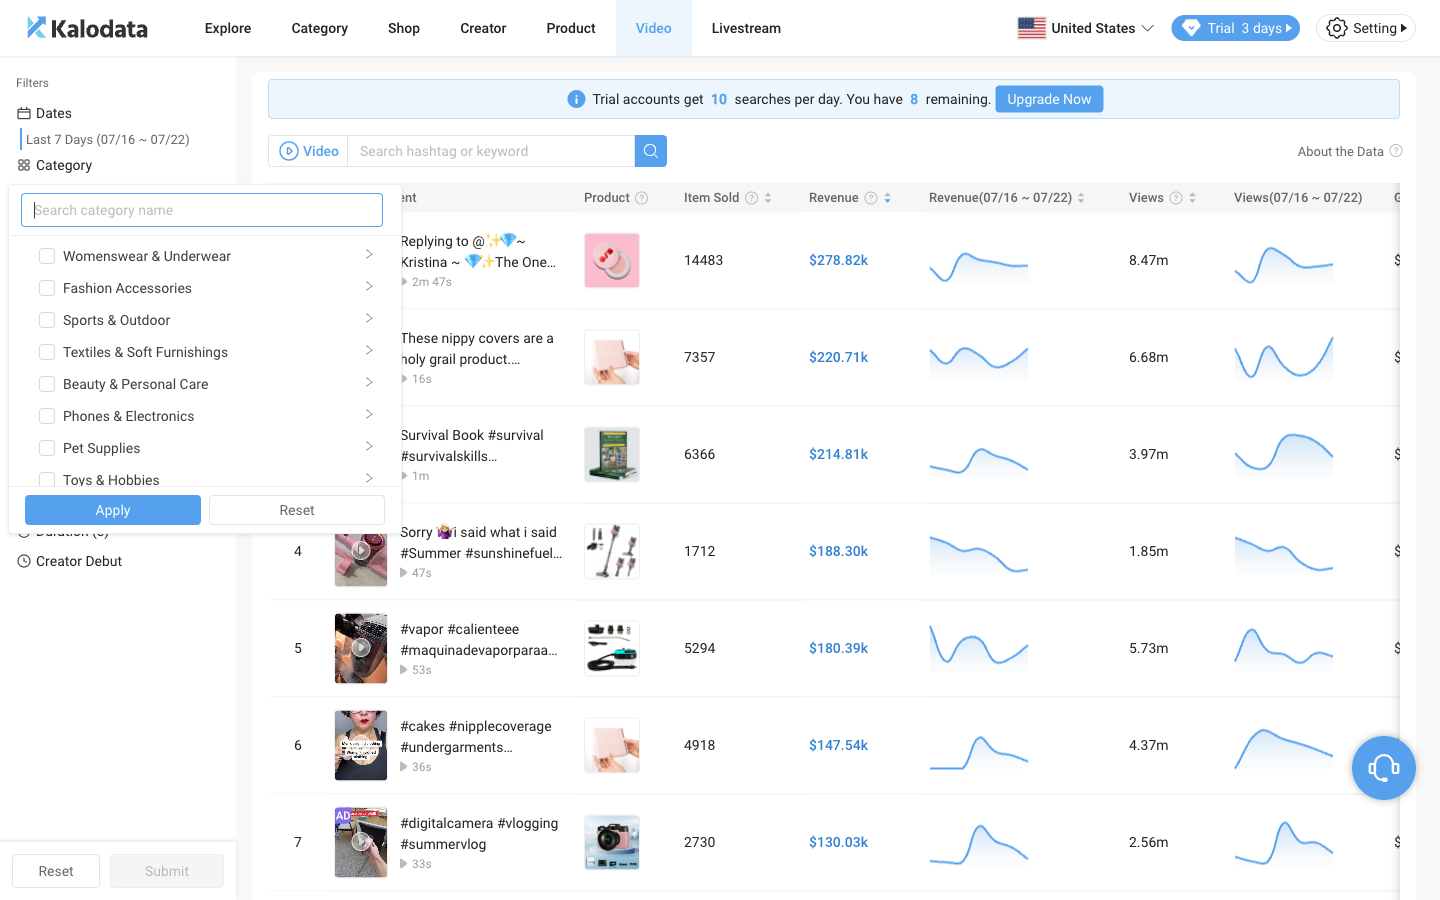 Kalodata
Explore
Category
Shop
Creator
Product
Video
Livestream
United States
Trial 3 days
Setting
Filters
Dates
Last 7 Days (07/16 ~ 07/22)
Category
Search category name
Womenswear & Underwear
Fashion Accessories
Sports & Outdoor
Textiles & Soft Furnishings
Beauty & Personal Care
Phones & Electronics
Pet Supplies
Toys & Hobbies
Apply
Reset
Creator Debut
Reset
Submit
Trial accounts get 10 searches per day. You have 8 remaining.
Upgrade Now
Video
Search hashtag or keyword
About the Data
ent
Product
Item Sold
Revenue
Revenue(07/16 ~ 07/22)
Views
Views(07/16 ~ 07/22)
Replying to @✨💎~
Kristina ~ 💎✨The One...
2m 47s
14483
$278.82k
8.47m
$
These nippy covers are a
holy grail product....
16s
7357
$220.71k
6.68m
$
Survival Book #survival
#survivalskills...
1m
6366
$214.81k
3.97m
$
4
Sorry 🤷‍♀️i said what i said
#Summer #sunshinefuel...
47s
1712
$188.30k
1.85m
$
5
#vapor #calienteee
#maquinadevaporparaa...
53s
5294
$180.39k
5.73m
$
6
#cakes #nipplecoverage
#undergarments...
36s
4918
$147.54k
4.37m
7
AD
#digitalcamera #vlogging
#summervlog
33s
2730
$130.03k
2.56m
$